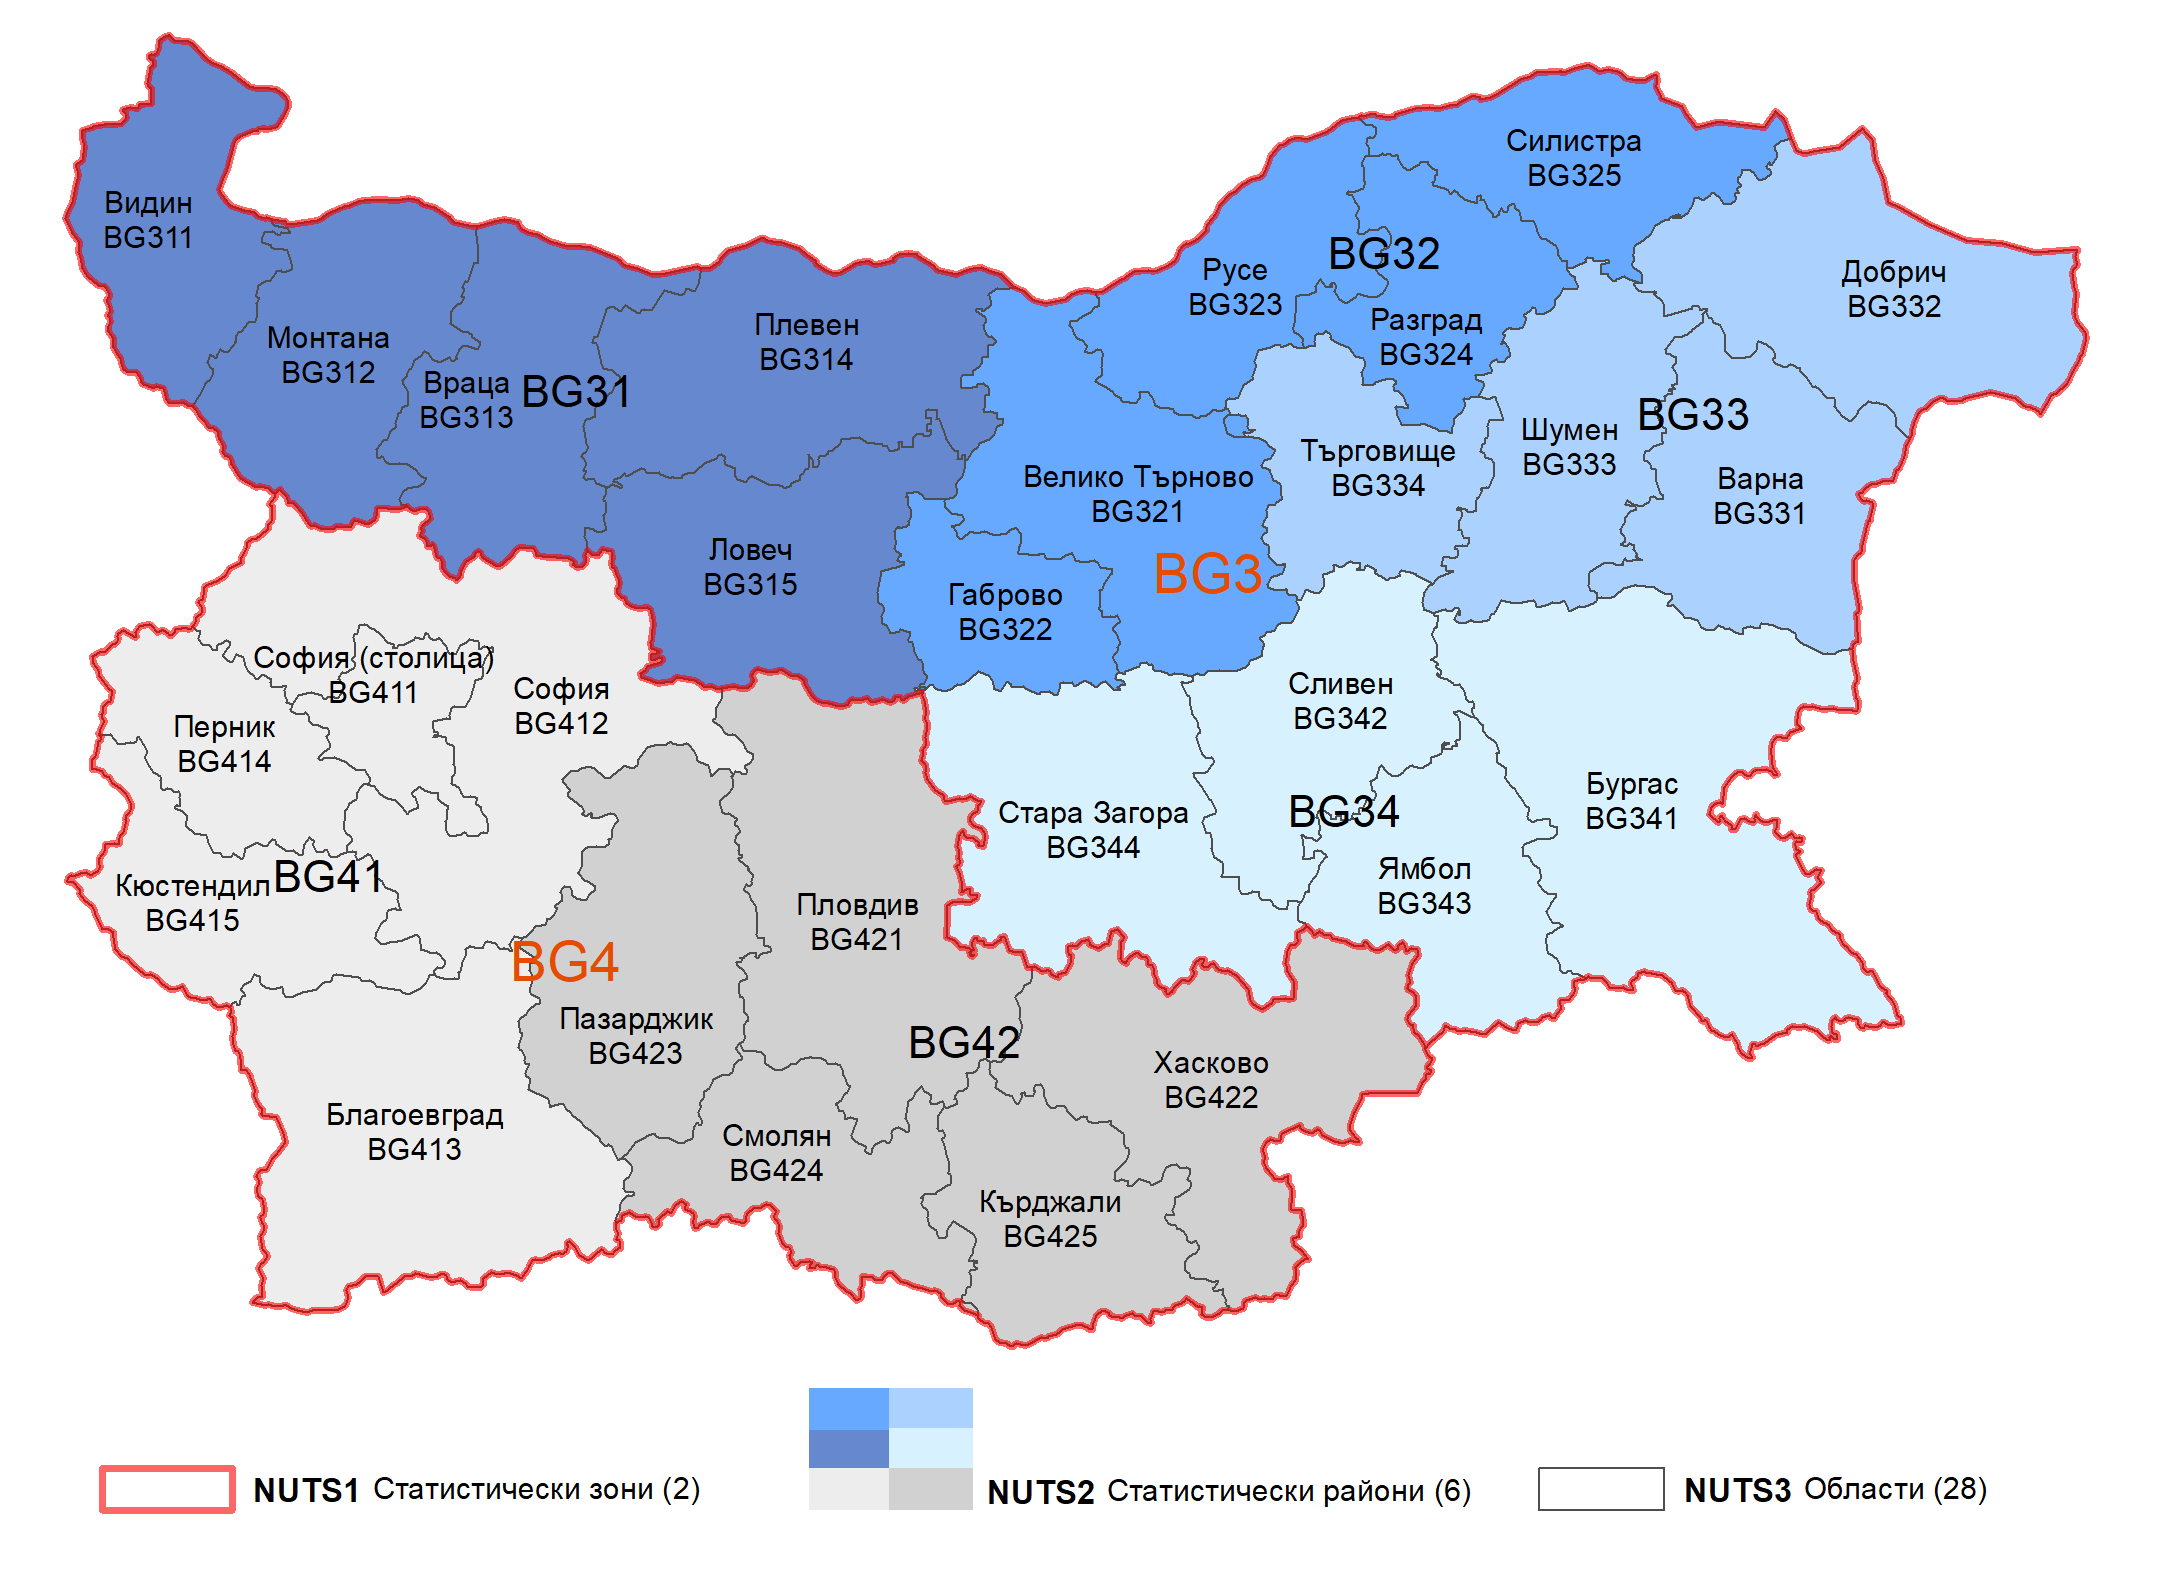 Видин
BG311
Монтана
BG312
Враца
BG313
BG31
Плевен
BG314
Ловеч
BG315
Силистра
BG325
BG32
Русе
BG323
Разград
BG324
Добрич
BG332
Велико Търново
BG321
Габрово
BG322
BG3
Търговище
BG334
Шумен
BG333
BG33
Варна
BG331
София (столица)
BG411
София
BG412
Перник
BG414
Кюстендил
BG415
BG41
BG4
Благоевград
BG413
Пазарджик
BG423
Пловдив
BG421
BG42
Смолян
BG424
Кърджали
BG425
Хасково
BG422
Стара Загора
BG344
Сливен
BG342
BG34
Ямбол
BG343
Бургас
BG341
NUTS1 Статистически зони (2)
NUTS2 Статистически райони (6)
NUTS3 Области (28)